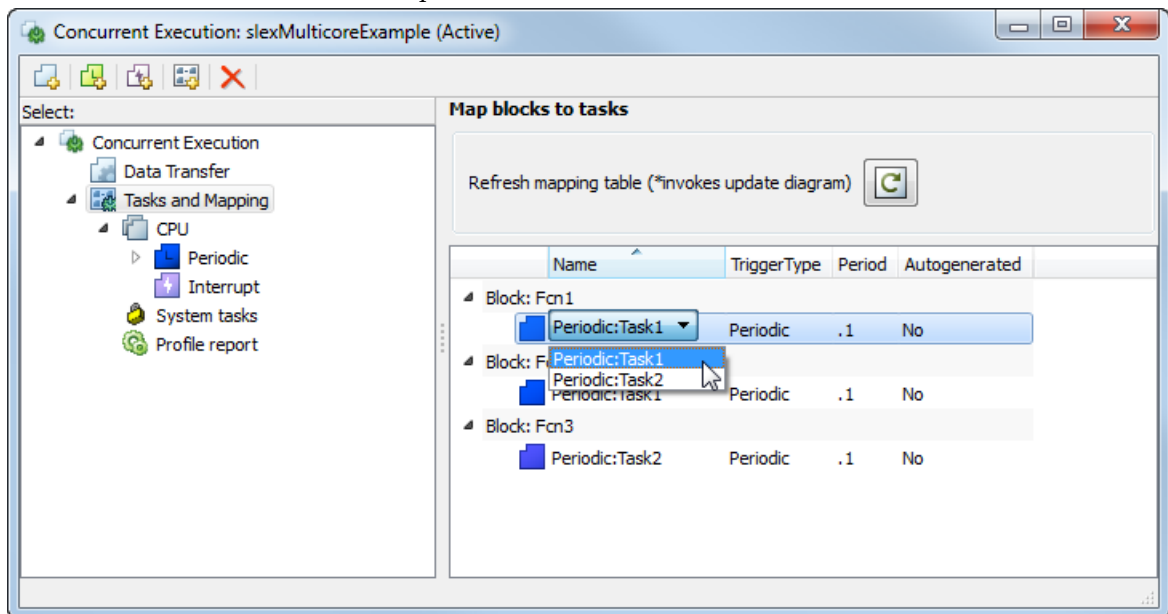 Concurrent Execution: slexMulticoreExample (Active)
Select:
Concurrent Execution
Data Transfer
Tasks and Mapping
CPU
Periodic
Interrupt
System tasks
Profile report
Map blocks to tasks
Refresh mapping table (*invokes update diagram)
Name TriggerType Period Autogenerated
Block: Fcn1
Periodic:Task1 Periodic .1 No
Periodic:Task1
Block: F
Periodic:Task2
Periodic:Task1 Periodic .1 No
Block: Fcn3
Periodic:Task2 Periodic .1 No